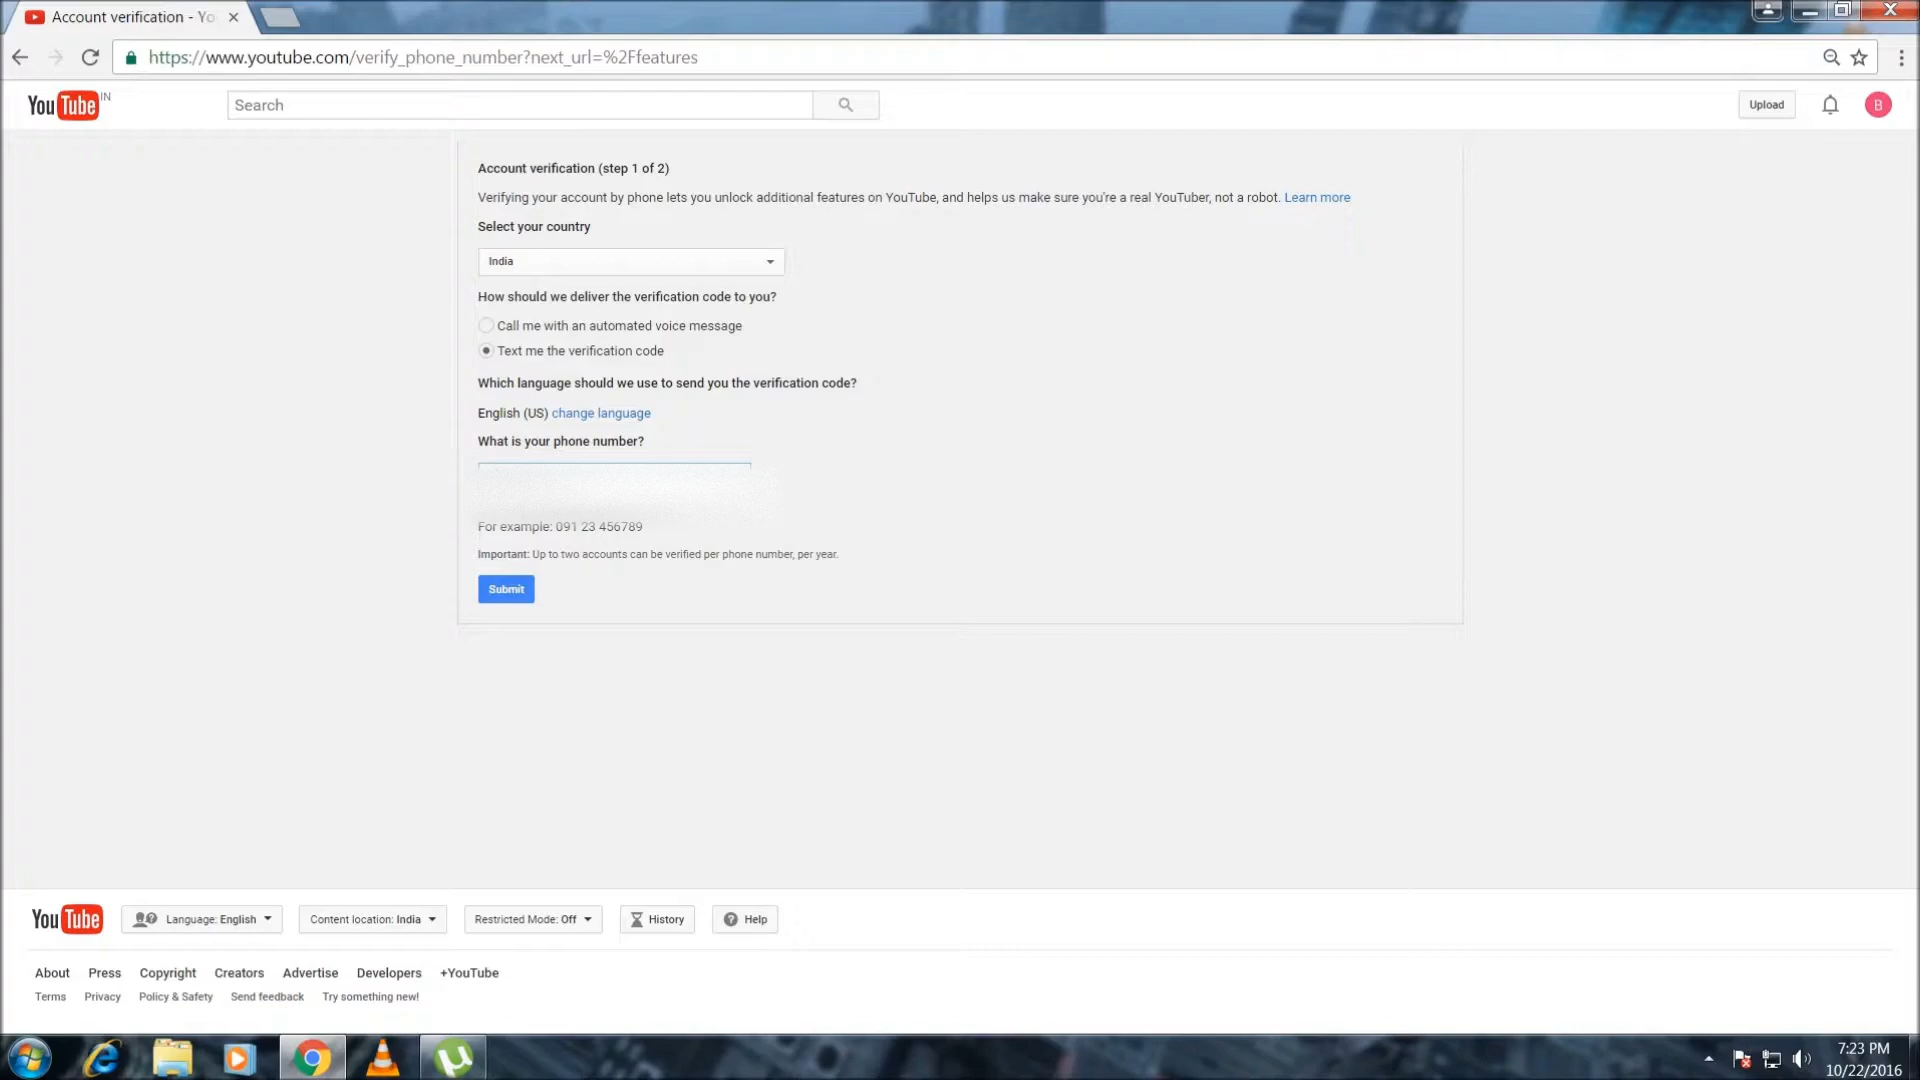 Account verification - Yo
https://www.youtube.com/verify_phone_number?next_url=%2Ffeatures
You Tube IN
Search
Upload
B
Account verification (step 1 of 2)
Verifying your account by phone lets you unlock additional features on YouTube, and helps us make sure you're a real YouTuber, not a robot. Learn more
Select your country
India
How should we deliver the verification code to you?
Call me with an automated voice message
Text me the verification code
Which language should we use to send you the verification code?
English (US) change language
What is your phone number?
For example: 091 23 456789
Important: Up to two accounts can be verified per phone number, per year.
Submit
You Tube Language: English Content location: India Restricted Mode: Off History Help
About Press Copyright Creators Advertise Developers +YouTube
Terms Privacy Policy & Safety Send feedback Try something new!
7:23 PM
10/22/2016